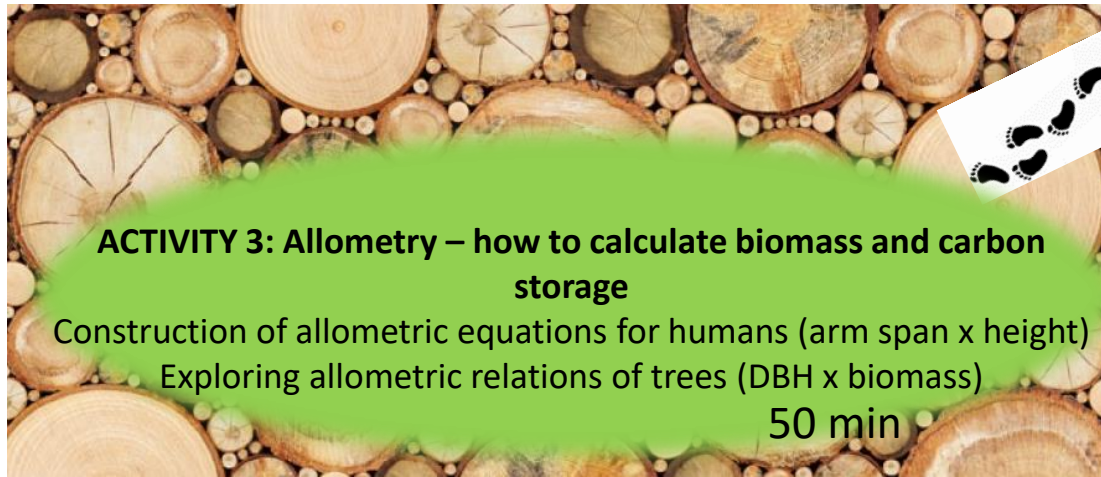 ACTIVITY 3: Allometry – how to calculate biomass and carbon
storage
Construction of allometric equations for humans (arm span x height)
Exploring allometric relations of trees (DBH x biomass)
50 min